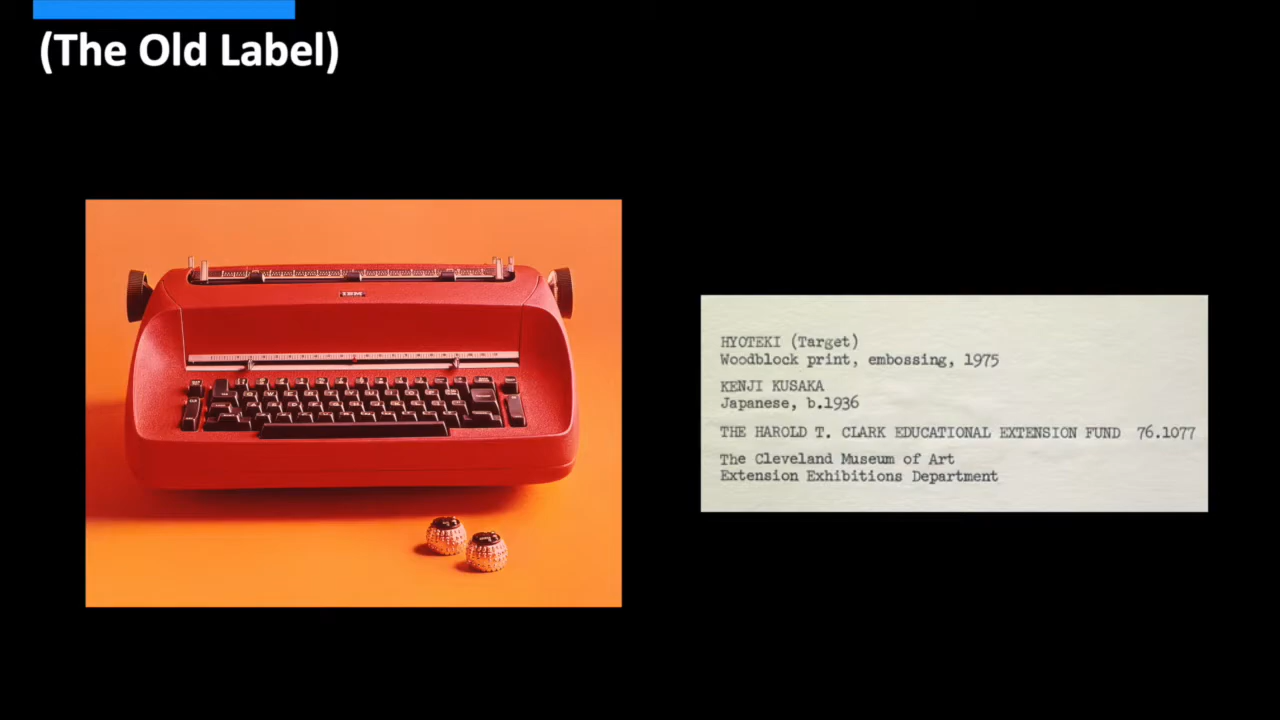 (The Old Label)
IBM
HYOTEKI (Target)
Woodblock print, embossing, 1975
KENJI KUSAKA
Japanese, b.1936
THE HAROLD T. CLARK EDUCATIONAL EXTENSION FUND 76.1077
The Cleveland Museum of Art
Extension Exhibitions Department